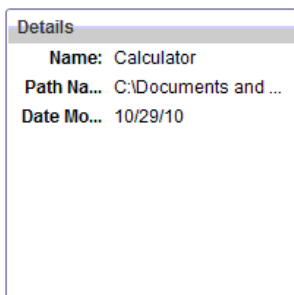 Details
Name: Calculator
Path Na... C:\Documents and ...
Date Mo... 10/29/10